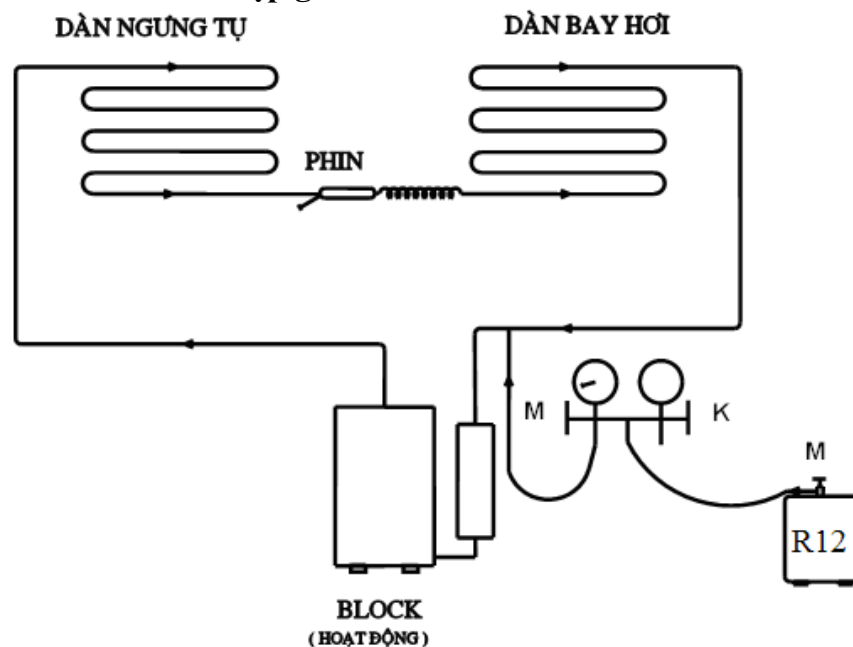 DÀN NGƯNG TỤ
DÀN BAY HƠI
PHIN
M
K
M
R12
BLOCK
( HOẠT ĐỘNG )